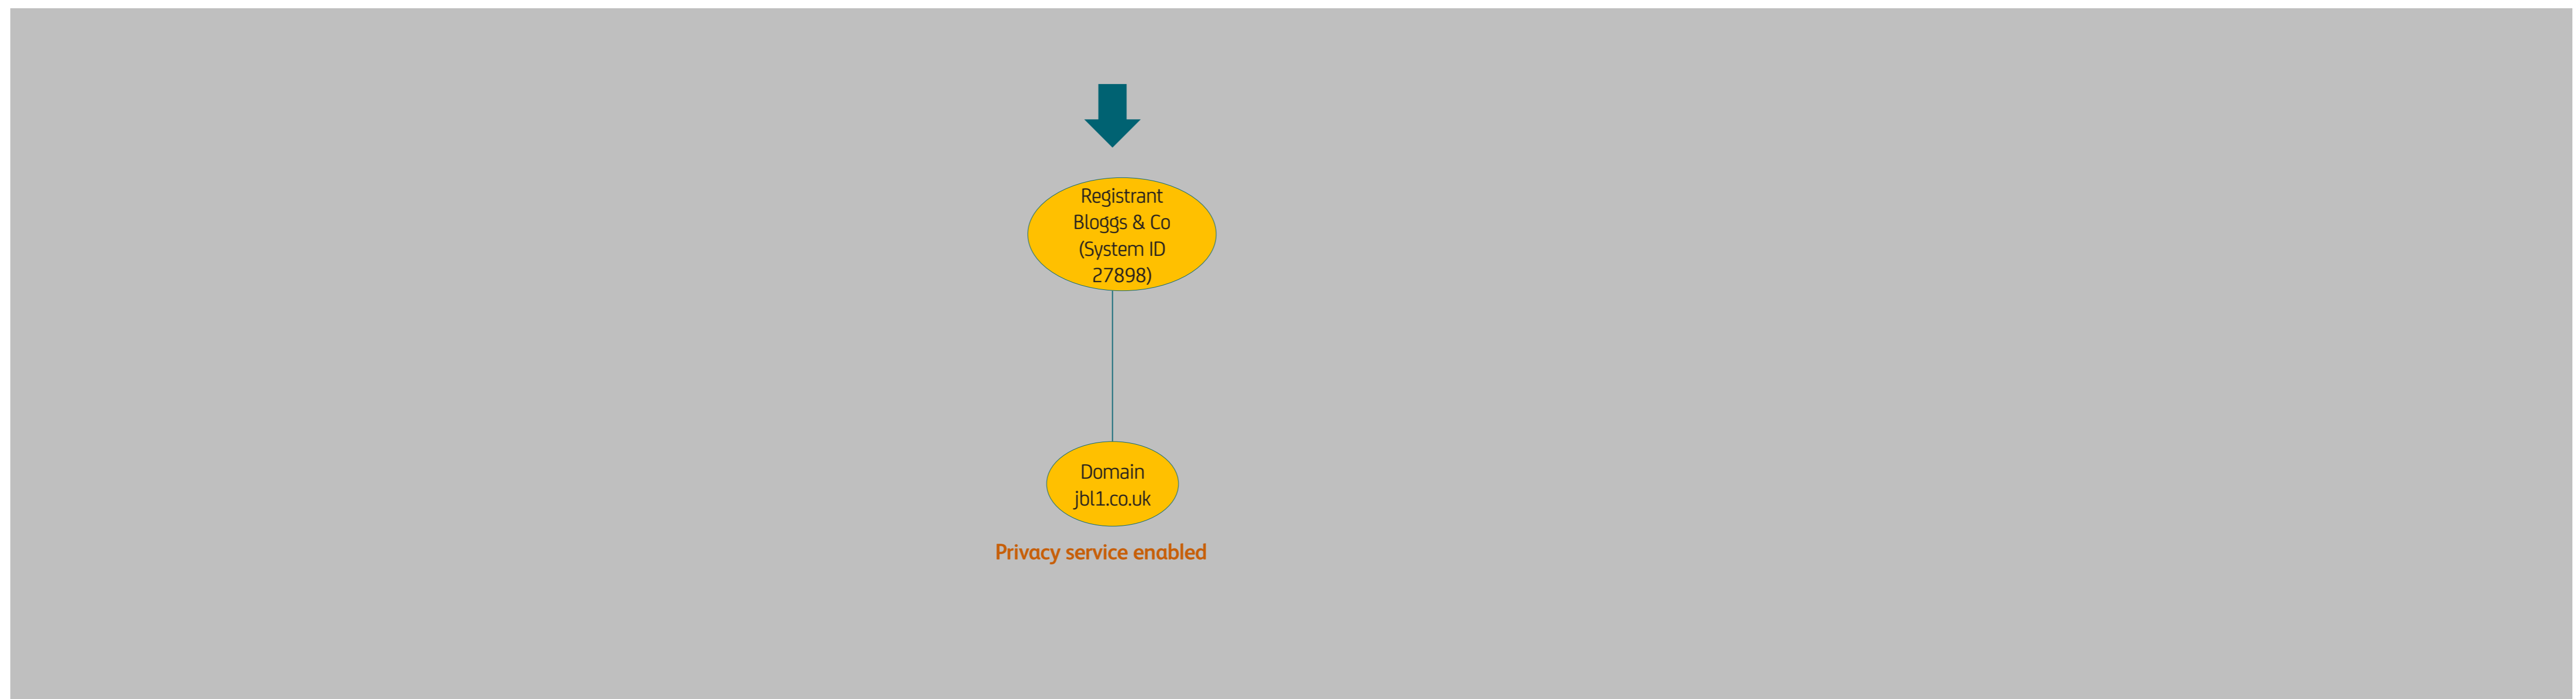 Registrant
Bloggs & Co
(System ID
27898)
Domain
jbl1.co.uk
Privacy service enabled